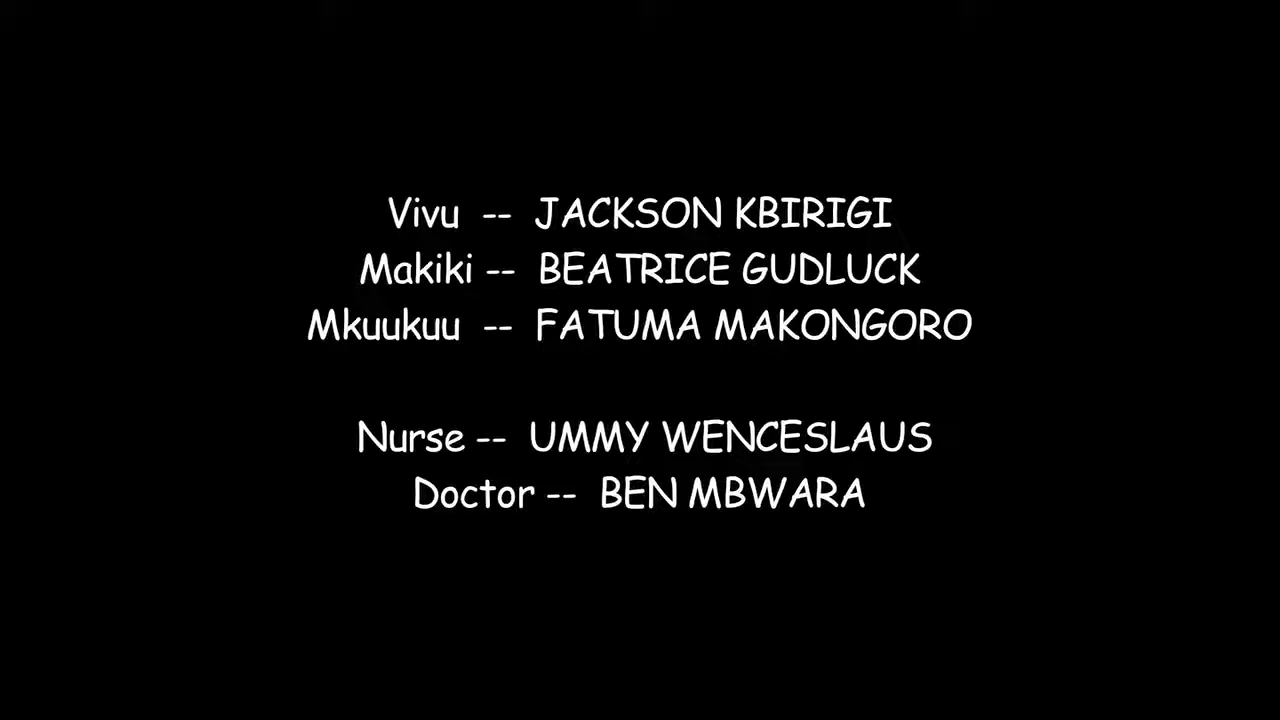 Vivu -- JACKSON KBIRIGI
Makiki -- BEATRICE GUDLUCK
Mkuukuu -- FATUMA MAKONGORO
Nurse -- UMMY WENCESLAUS
Doctor -- BEN MBWARA